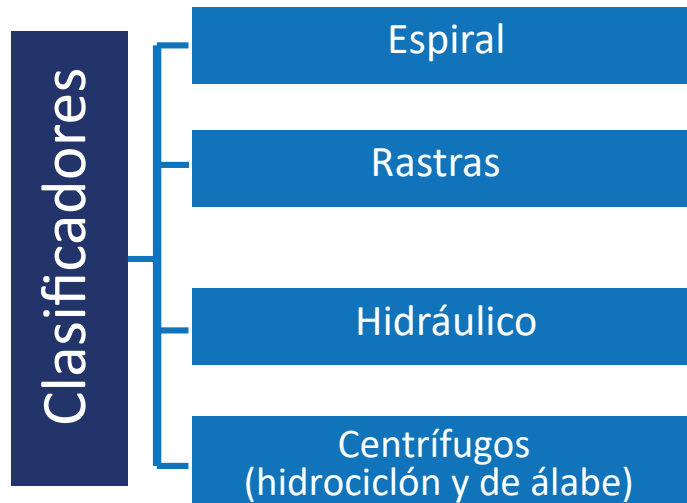 Clasificadores
Espiral
Rastras
Hidráulico
Centrífugos
(hidrociclón y de álabe)